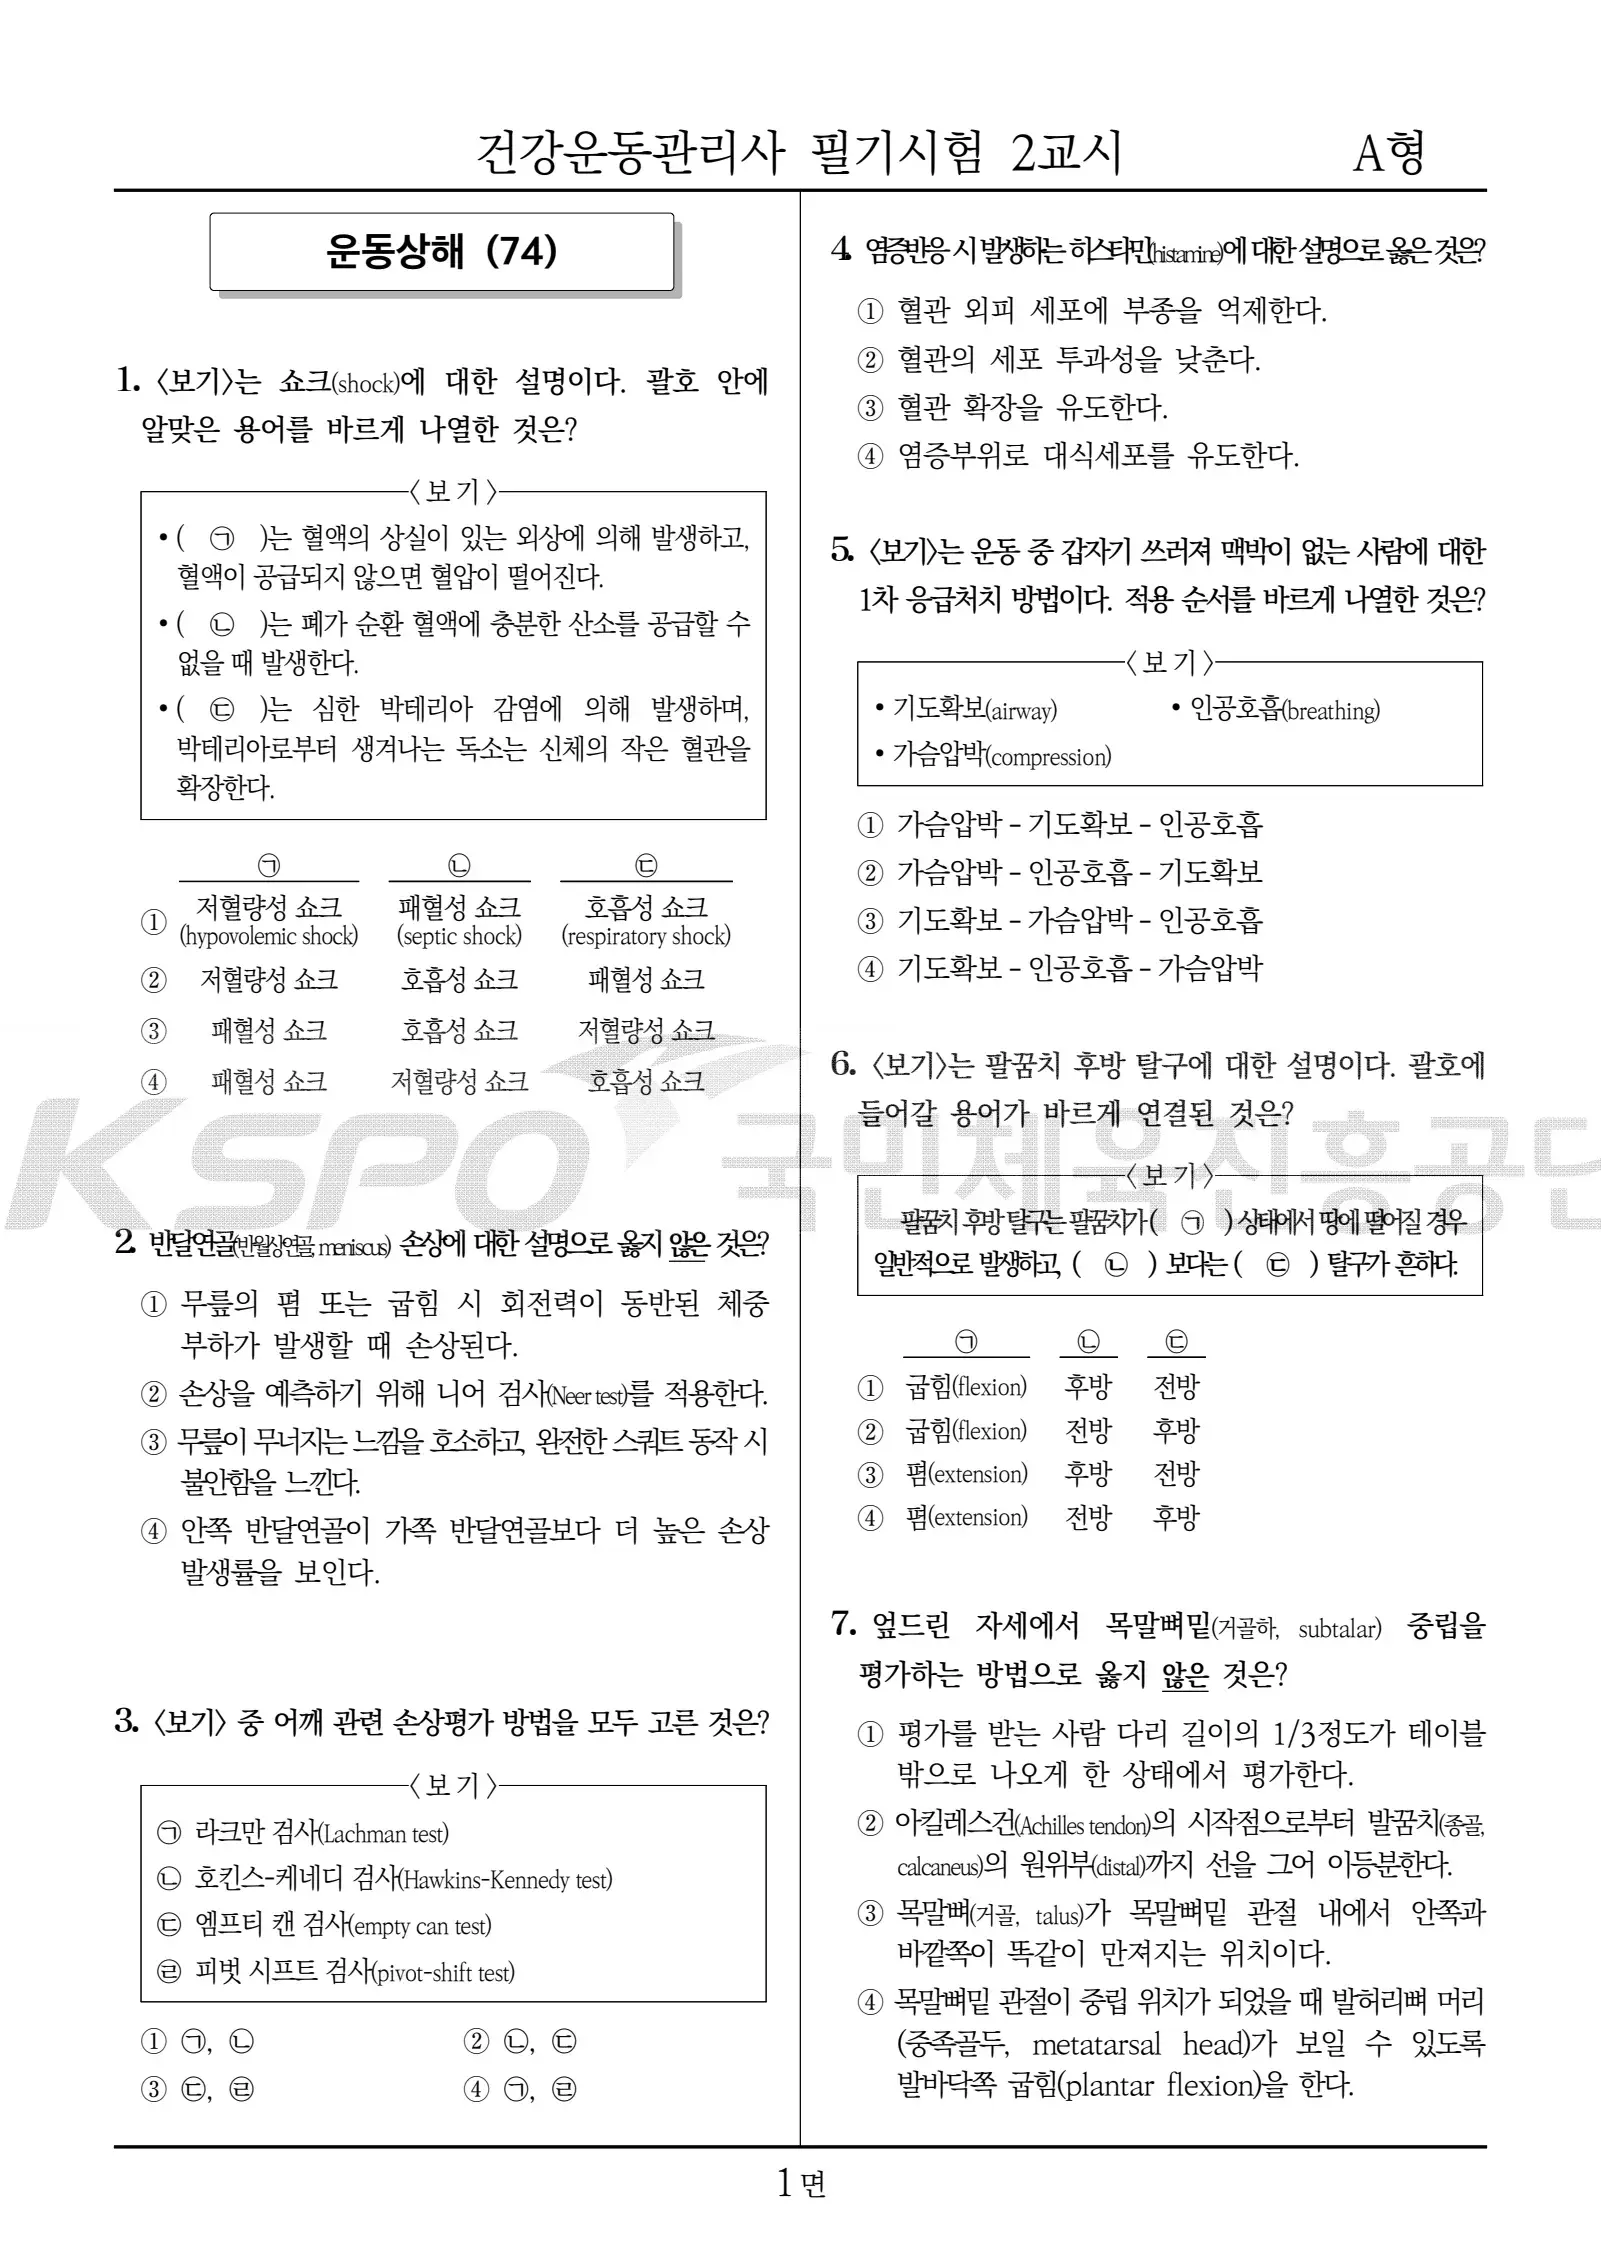 건강운동관리사 필기시험 2교시 A형
운동상해 (74)
1. 〈보기〉는 쇼크(shock)에 대한 설명이다. 괄호 안에
알맞은 용어를 바르게 나열한 것은?
〈보기〉
• ( ㉠ )는 혈액의 상실이 있는 외상에 의해 발생하고,
혈액이 공급되지 않으면 혈압이 떨어진다.
• ( ㉡ )는 폐가 순환 혈액에 충분한 산소를 공급할 수
없을 때 발생한다.
• ( ㉢ )는 심한 박테리아 감염에 의해 발생하며,
박테리아로부터 생겨나는 독소는 신체의 작은 혈관을
확장한다.
㉠ ㉡ ㉢
① 저혈량성 쇼크 패혈성 쇼크 호흡성 쇼크
(hypovolemic shock) (septic shock) (respiratory shock)
② 저혈량성 쇼크 호흡성 쇼크 패혈성 쇼크
③ 패혈성 쇼크 호흡성 쇼크 저혈량성 쇼크
④ 패혈성 쇼크 저혈량성 쇼크 호흡성 쇼크
KSPO 국민체육진흥공단
2. 반달연골(반월상연골, meniscus) 손상에 대한 설명으로 옳지 않은 것은?
① 무릎의 폄 또는 굽힘 시 회전력이 동반된 체중
부하가 발생할 때 손상된다.
② 손상을 예측하기 위해 니어 검사(Neer test)를 적용한다.
③ 무릎이 무너지는 느낌을 호소하고, 완전한 스쿼트 동작 시
불안함을 느낀다.
④ 안쪽 반달연골이 가쪽 반달연골보다 더 높은 손상
발생률을 보인다.
3. 〈보기〉 중 어깨 관련 손상평가 방법을 모두 고른 것은?
〈보기〉
㉠ 라크만 검사(Lachman test)
㉡ 호킨스-케네디 검사(Hawkins-Kennedy test)
㉢ 엠프티 캔 검사(empty can test)
㉣ 피벗 시프트 검사(pivot-shift test)
① ㉠, ㉡ ② ㉡, ㉢
③ ㉢, ㉣ ④ ㉠, ㉣
4. 염증반응 시 발생하는 히스타민(histamine)에 대한 설명으로 옳은 것은?
① 혈관 외피 세포에 부종을 억제한다.
② 혈관의 세포 투과성을 낮춘다.
③ 혈관 확장을 유도한다.
④ 염증부위로 대식세포를 유도한다.
5. 〈보기〉는 운동 중 갑자기 쓰러져 맥박이 없는 사람에 대한
1차 응급처치 방법이다. 적용 순서를 바르게 나열한 것은?
〈보기〉
• 기도확보(airway) • 인공호흡(breathing)
• 가슴압박(compression)
① 가슴압박 - 기도확보 - 인공호흡
② 가슴압박 - 인공호흡 - 기도확보
③ 기도확보 - 가슴압박 - 인공호흡
④ 기도확보 - 인공호흡 - 가슴압박
6. 〈보기〉는 팔꿈치 후방 탈구에 대한 설명이다. 괄호에
들어갈 용어가 바르게 연결된 것은?
〈보기〉
팔꿈치 후방 탈구는 팔꿈치가 ( ㉠ ) 상태에서 땅에 떨어질 경우
일반적으로 발생하고, ( ㉡ ) 보다는 ( ㉢ ) 탈구가 흔하다.
㉠ ㉡ ㉢
① 굽힘(flexion) 후방 전방
② 굽힘(flexion) 전방 후방
③ 폄(extension) 후방 전방
④ 폄(extension) 전방 후방
7. 엎드린 자세에서 목말뼈밑(거골하, subtalar) 중립을
평가하는 방법으로 옳지 않은 것은?
① 평가를 받는 사람 다리 길이의 1/3정도가 테이블
밖으로 나오게 한 상태에서 평가한다.
② 아킬레스건(Achilles tendon)의 시작점으로부터 발꿈치(종골,
calcaneus)의 원위부(distal)까지 선을 그어 이등분한다.
③ 목말뼈(거골, talus)가 목말뼈밑 관절 내에서 안쪽과
바깥쪽이 똑같이 만져지는 위치이다.
④ 목말뼈밑 관절이 중립 위치가 되었을 때 발허리뼈 머리
(중족골두, metatarsal head)가 보일 수 있도록
발바닥쪽 굽힘(plantar flexion)을 한다.
1면